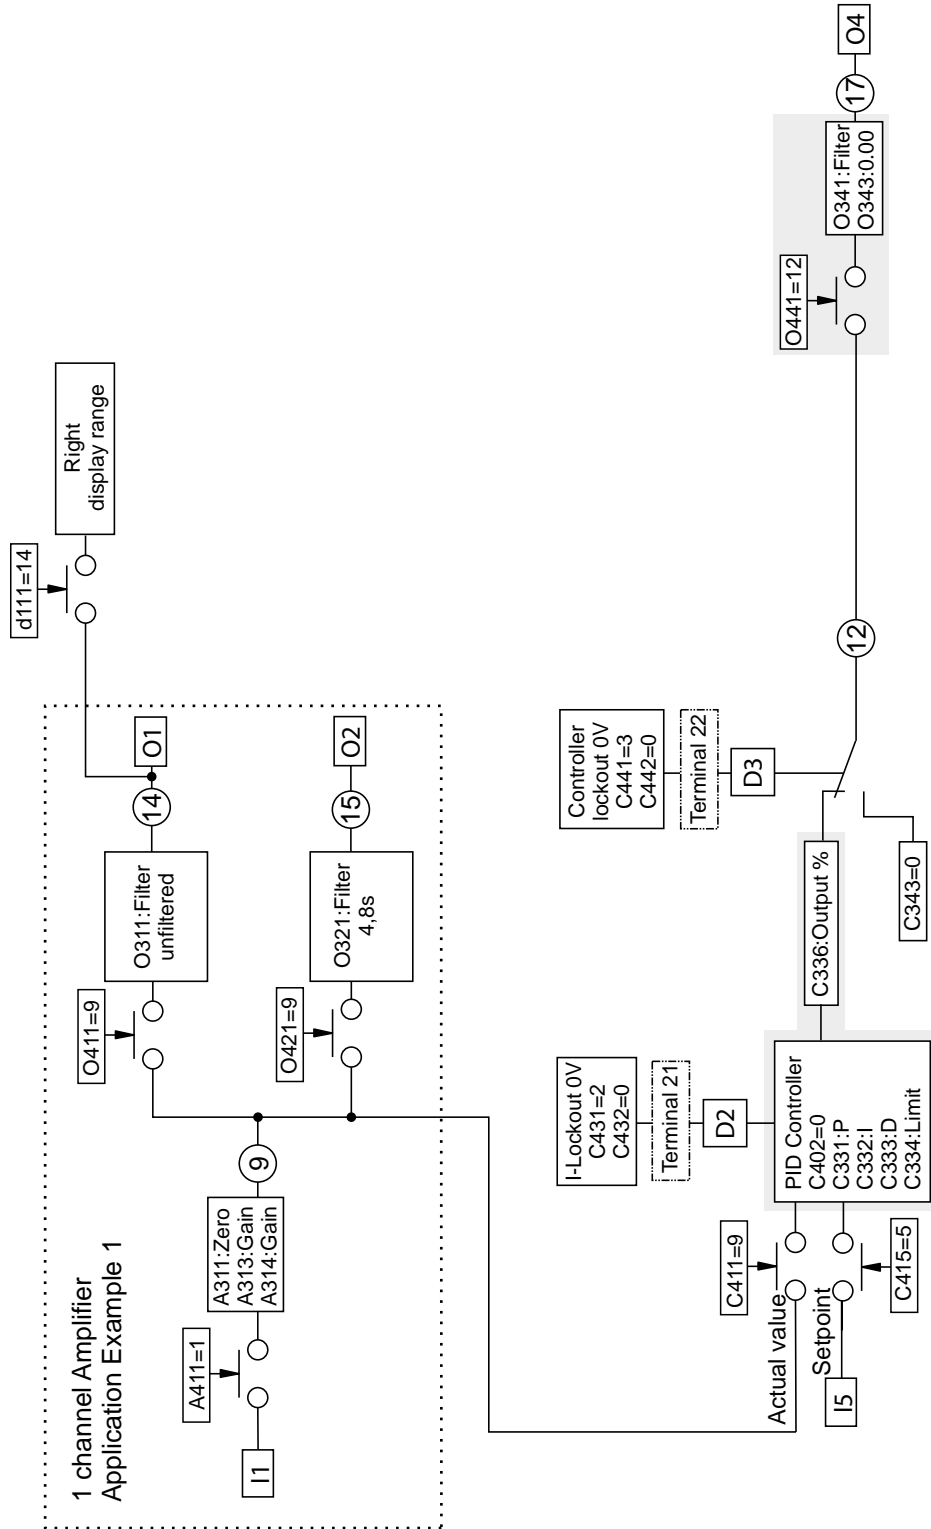 1 channel Amplifier
Application Example 1
I1
A411=1
A311:Zero
A313:Gain
A314:Gain
9
O411=9
O311:Filter
unfiltered
14
O1
d111=14
Right
display range
O421=9
O321:Filter
4,8s
15
O2
Actual value
C411=9
Setpoint
I5
C415=5
PID Controller
C402=0
C331:P
C332:I
C333:D
C334:Limit
I-Lockout 0V
C431=2
C432=0
Terminal 21
D2
C336:Output %
C343=0
Controller
lockout 0V
C441=3
C442=0
Terminal 22
D3
12
O441=12
O341:Filter
O343:0.00
17
O4